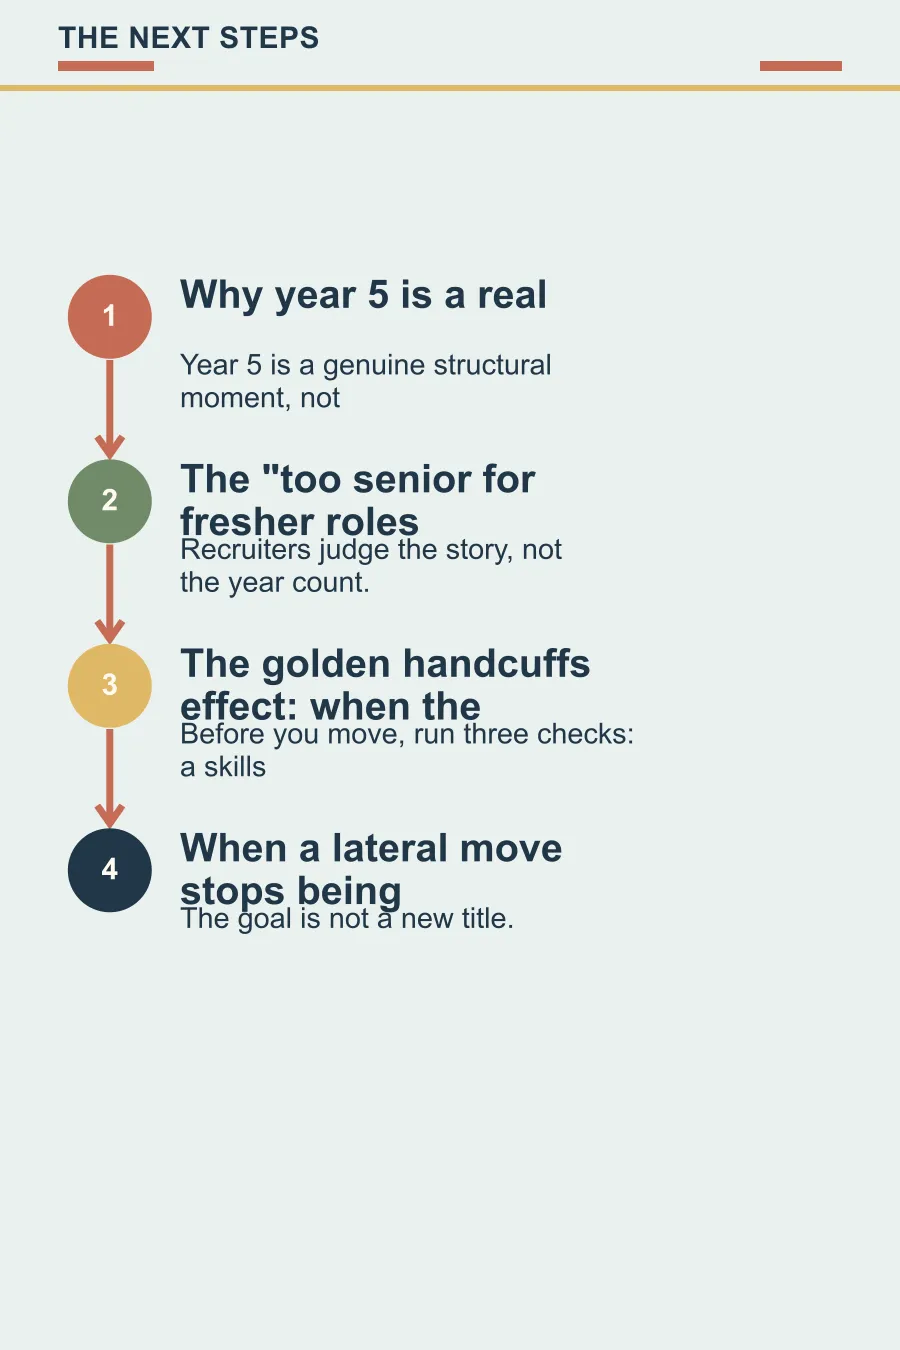 THE NEXT STEPS
1
Why year 5 is a real
Year 5 is a genuine structural
moment, not
2
The "too senior for
fresher roles
Recruiters judge the story, not
the year count.
3
The golden handcuffs
effect: when the
Before you move, run three checks:
a skills
4
When a lateral move
stops being
The goal is not a new title.